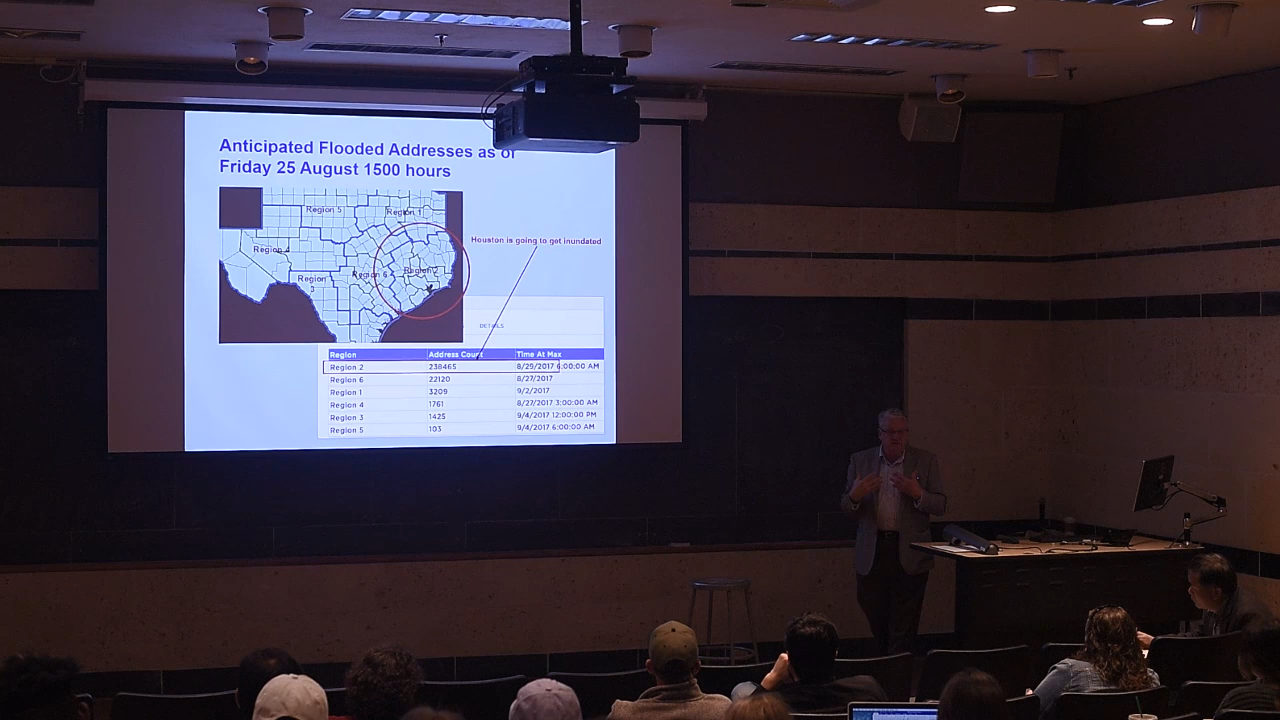 Anticipated Flooded Addresses as of
Friday 25 August 1500 hours
Region 5
Region 1
Region 4
Region 6
Region 2
Region
3
Houston is going to get inundated
DETAILS
Region Address Count Time At Max
Region 2 238465 8/29/2017 6:00:00 AM
Region 6 22120 8/27/2017
Region 1 3209 9/2/2017
Region 4 1761 8/27/2017 3:00:00 AM
Region 3 1425 9/4/2017 12:00:00 PM
Region 5 103 9/4/2017 6:00:00 AM